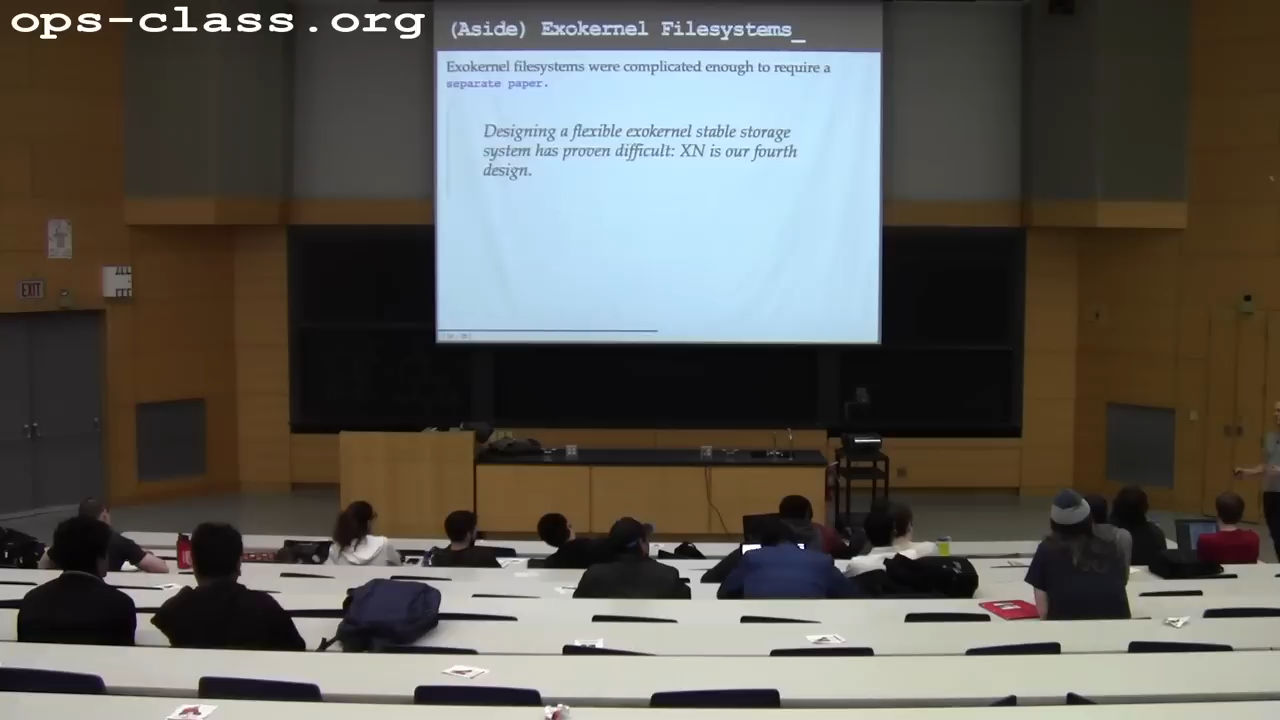 ops-class.org
(Aside) Exokernel Filesystems_
Exokernel filesystems were complicated enough to require a
separate paper.
Designing a flexible exokernel stable storage
system has proven difficult: XN is our fourth
design.
EXIT